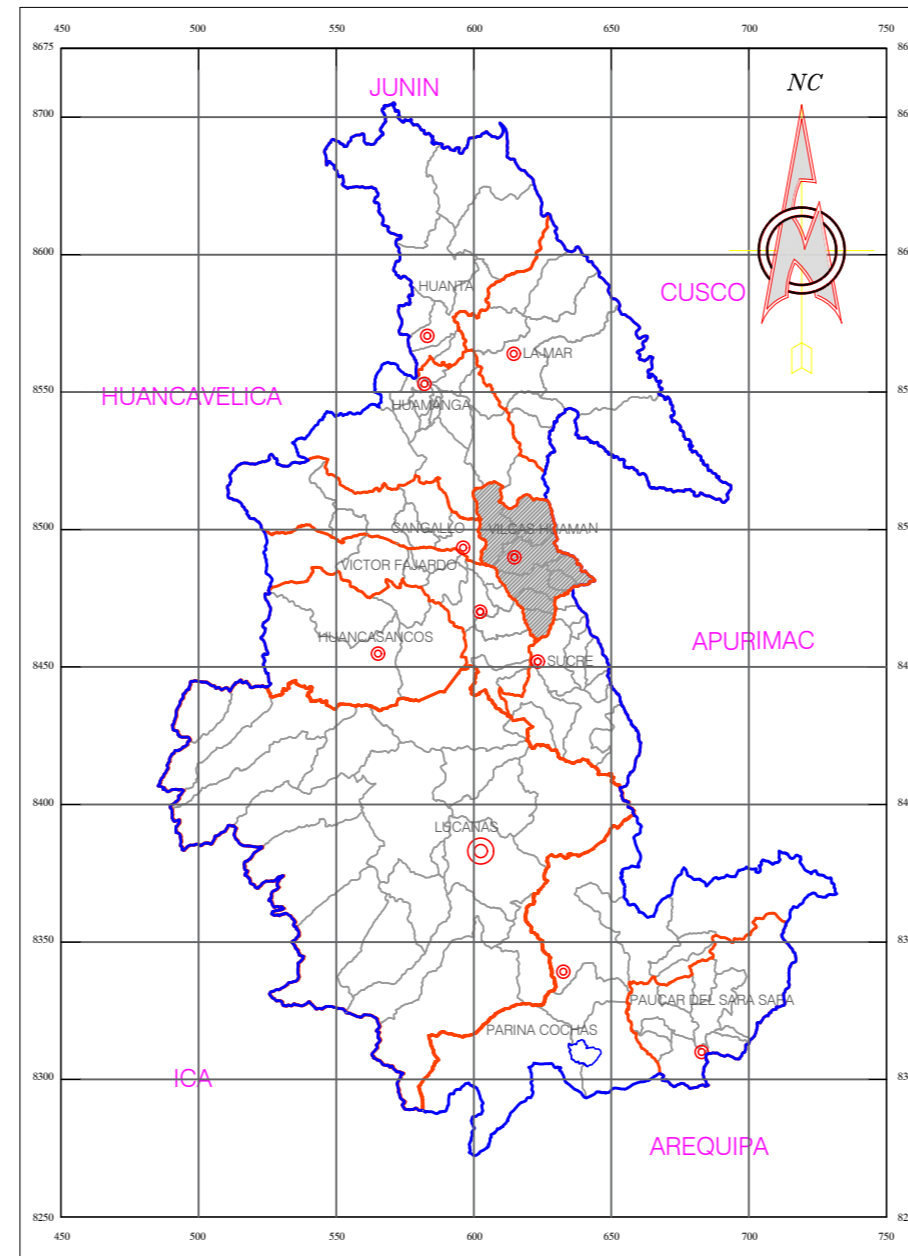 450 500 550 600 650 700 750
8675
JUNIN
NC
8700
8600
HUANTA
CUSCO
LA MAR
HUANCAVELICA
8550
HUAMANGA
8500
CANGALLO
VILCAS HUAMAN
VICTOR FAJARDO
HUANCASANCOS
APURIMAC
8450
SUCRE
8400
LUCANAS
8350
PAUCAR DEL SARA SARA
PARINA COCHAS
8300
ICA
AREQUIPA
8250
450 500 550 600 650 700 750